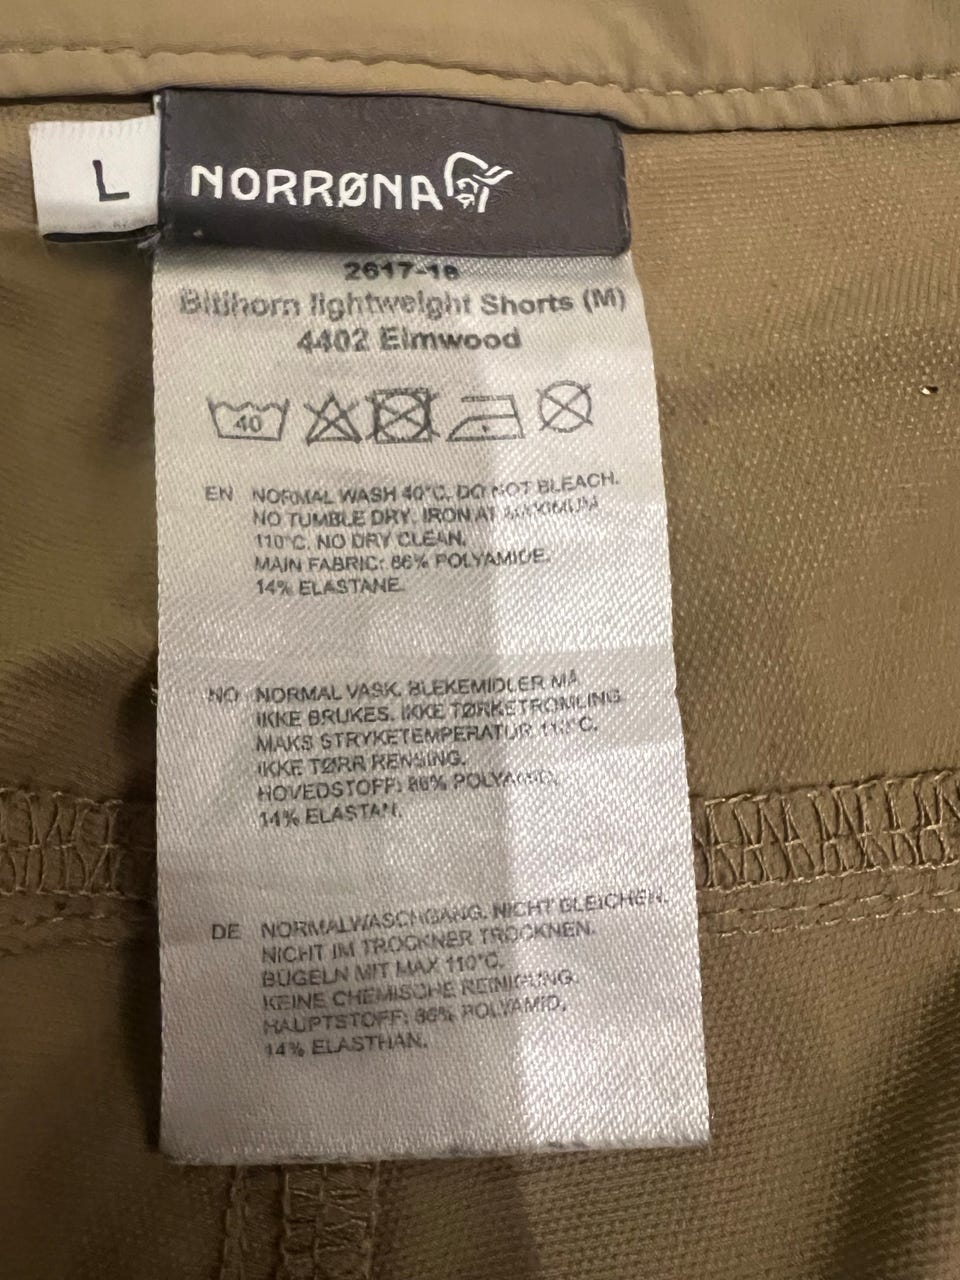 L
NORRØNA
2617-18
Bitihorn lightweight Shorts (M)
4402 Elmwood
40
EN NORMAL WASH 40°C. DO NOT BLEACH.
NO TUMBLE DRY. IRON AT MAXIMUM
110°C. NO DRY CLEAN.
MAIN FABRIC: 86% POLYAMIDE.
14% ELASTANE.
NO NORMAL VASK. BLEKEMIDLER MÅ
IKKE BRUKES. IKKE TØRKETROMLING
MAKS STRYKETEMPERATUR 110°C.
IKKE TØRR RENSING.
HOVEDSTOFF: 86% POLYAMID.
14% ELASTAN.
DE NORMALWASCHGANG. NICHT BLEICHEN.
NICHT IM TROCKNER TROCKNEN.
BÜGELN MIT MAX 110°C.
KEINE CHEMISCHE REINIGUNG.
HAUPTSTOFF: 86% POLYAMID.
14% ELASTHAN.